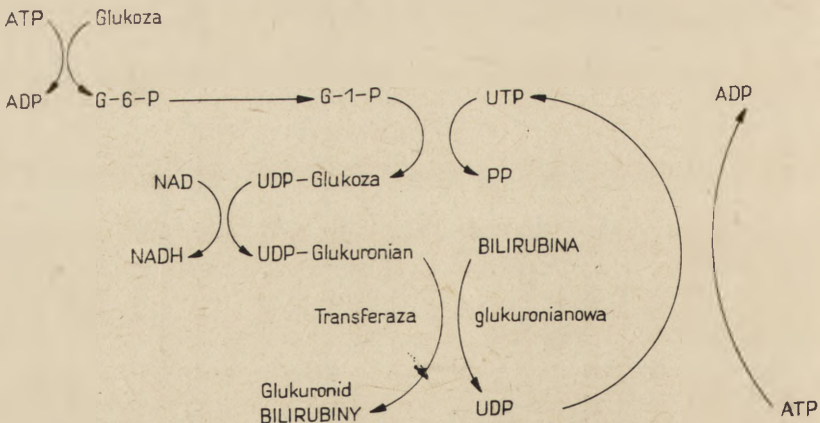 ATP Glukoza
ADP G-6-P G-1-P UTP ADP
NAD UDP-Glukoza PP
NADH UDP-Glukuronian BILIRUBINA
Transferaza glukuronianowa
Glukuronid
BILIRUBINY UDP ATP